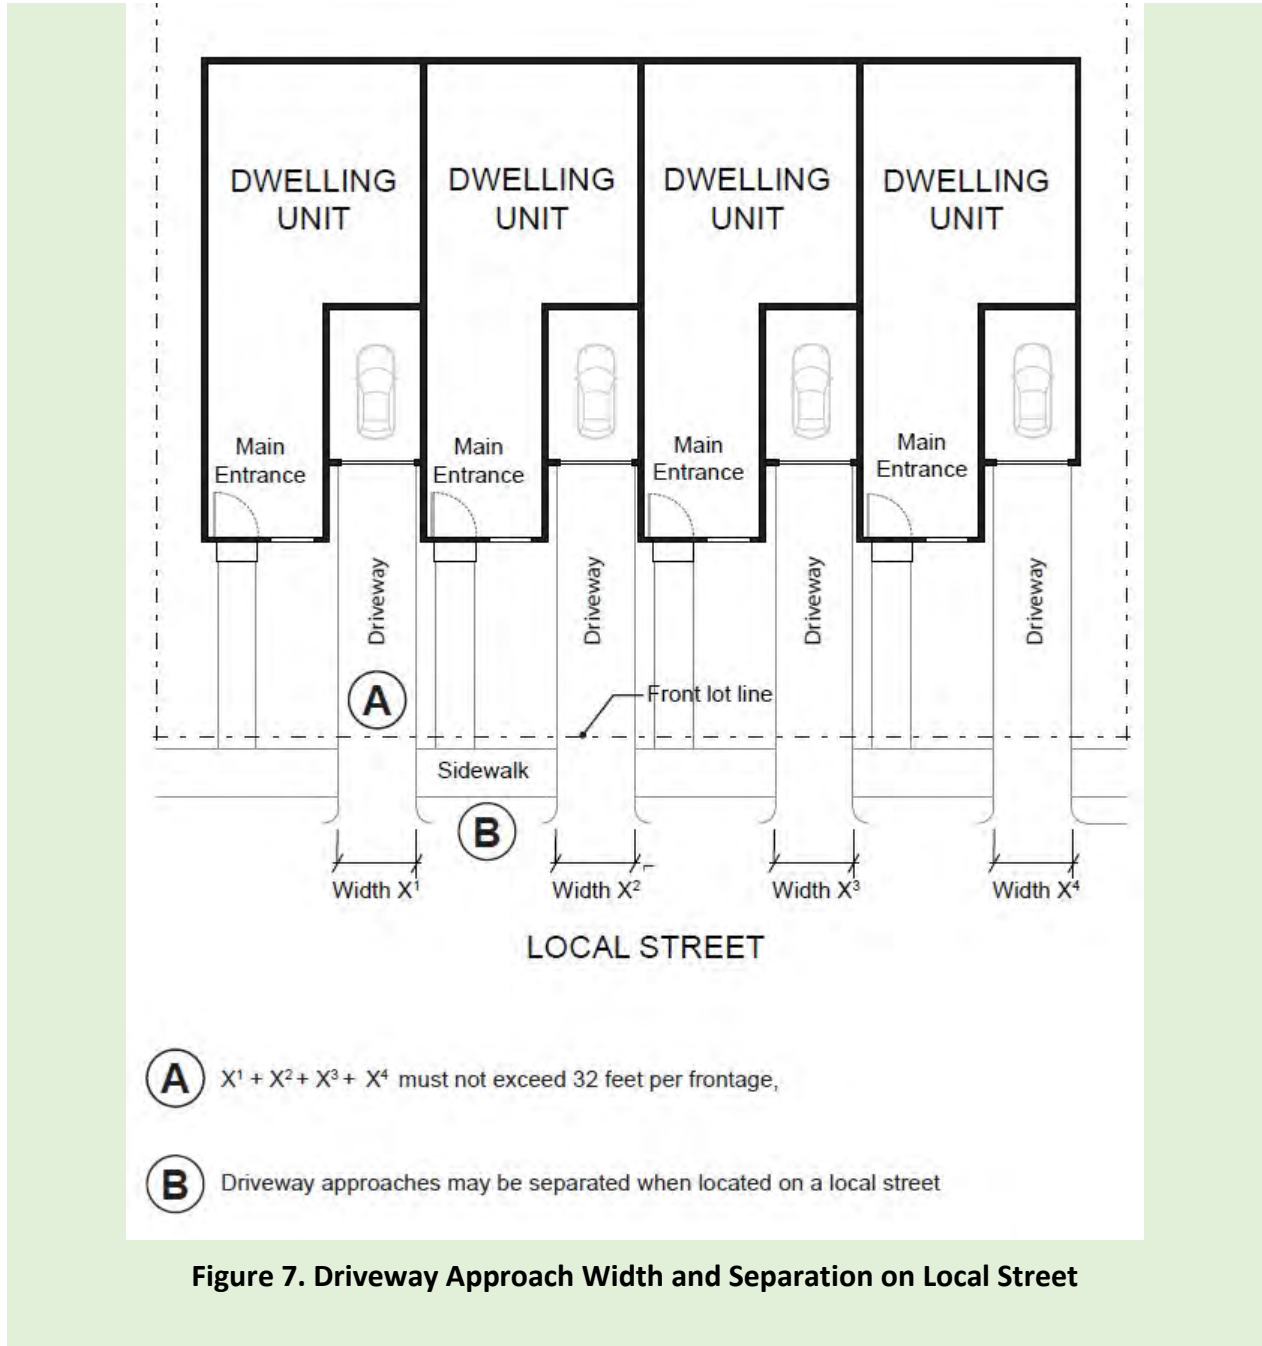 DWELLING UNIT
DWELLING UNIT
DWELLING UNIT
DWELLING UNIT
Main Entrance
Main Entrance
Main Entrance
Main Entrance
Driveway
Driveway
Driveway
Driveway
A
Front lot line
Sidewalk
B
Width X¹
Width X²
Width X³
Width X⁴
LOCAL STREET
A X¹ + X² + X³ + X⁴ must not exceed 32 feet per frontage,
B Driveway approaches may be separated when located on a local street
Figure 7. Driveway Approach Width and Separation on Local Street